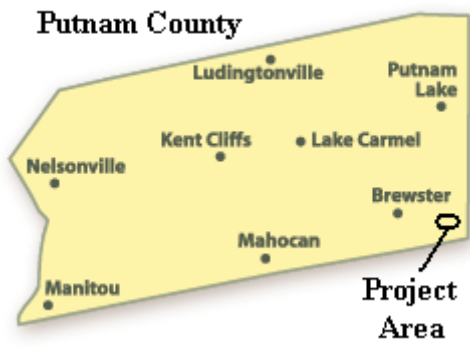 Putnam County
Ludingtonville
Putnam
Lake
Kent Cliffs
Lake Carmel
Nelsonville
Brewster
Mahocan
Manitou
Project
Area